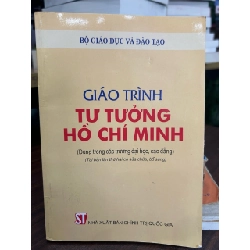 BỘ GIÁO DỤC VÀ ĐÀO TẠO
GIÁO TRÌNH
TƯ TƯỞNG
HỒ CHÍ MINH
(Dùng trong các trường đại học, cao đẳng)
ST
NHÀ XUẤT BẢN CHÍNH TRỊ QUỐC GIA